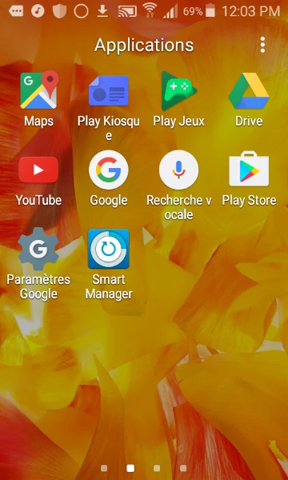 69% 12:03 PM
Applications
Maps
Play Kiosqu
e
Play Jeux
Drive
YouTube
Google
Recherche v
ocale
Play Store
Paramètres
Google
Smart
Manager